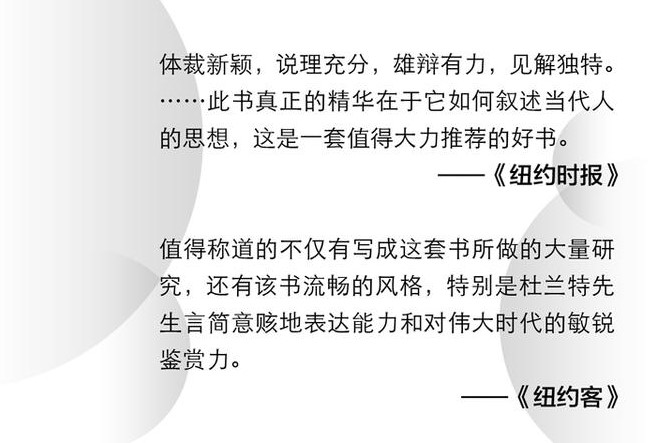 体裁新颖，说理充分，雄辩有力，见解独特。
……此书真正的精华在于它如何叙述当代人
的思想，这是一套值得大力推荐的好书。
——《纽约时报》
值得称道的不仅有写成这套书所做的大量研
究，还有该书流畅的风格，特别是杜兰特先
生言简意赅地表达能力和对伟大时代的敏锐
鉴赏力。
——《纽约客》